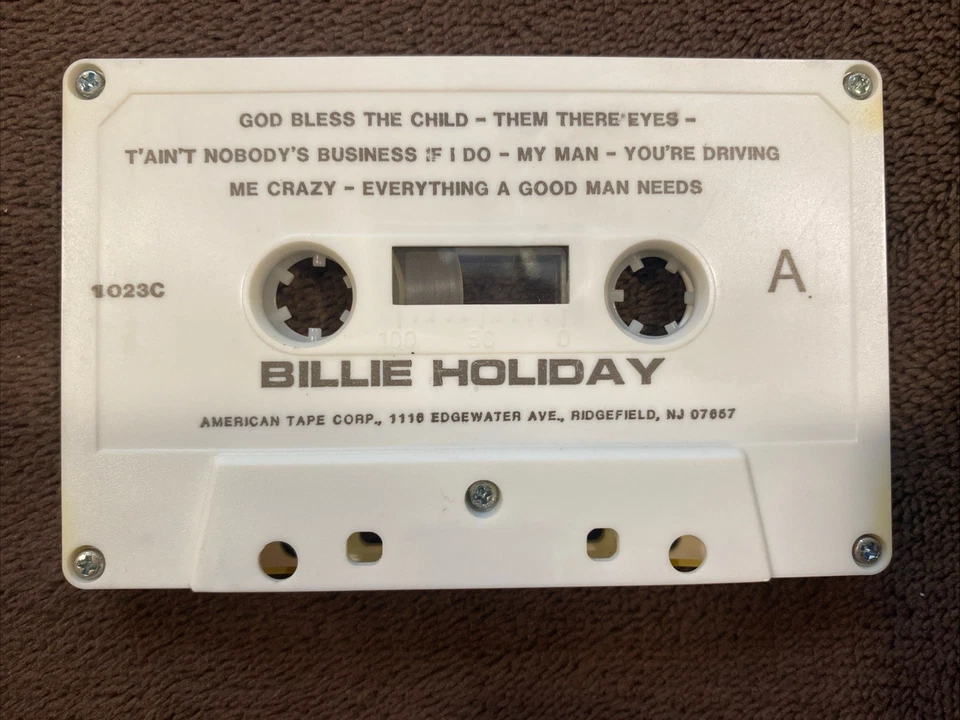 GOD BLESS THE CHILD – THEM THERE EYES –
T'AIN'T NOBODY'S BUSINESS IF I DO – MY MAN – YOU'RE DRIVING
ME CRAZY – EVERYTHING A GOOD MAN NEEDS
1023C
A
100 50 0
BILLIE HOLIDAY
AMERICAN TAPE CORP., 1116 EDGEWATER AVE., RIDGEFIELD, NJ 07657